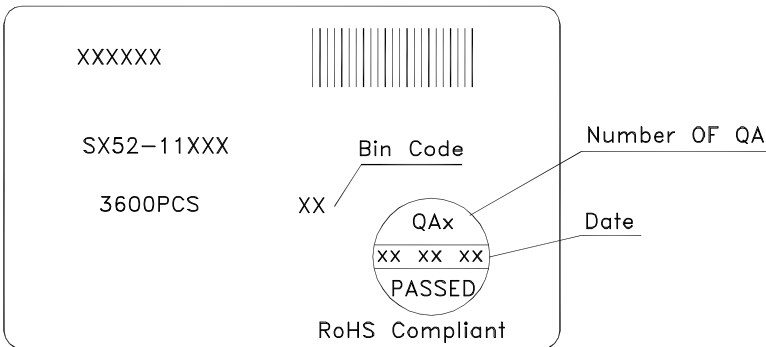 XXXXXX
SX52-11XXX
Bin Code
Number OF QA
3600PCS
XX
QAx
Date
XX XX XX
PASSED
RoHS Compliant